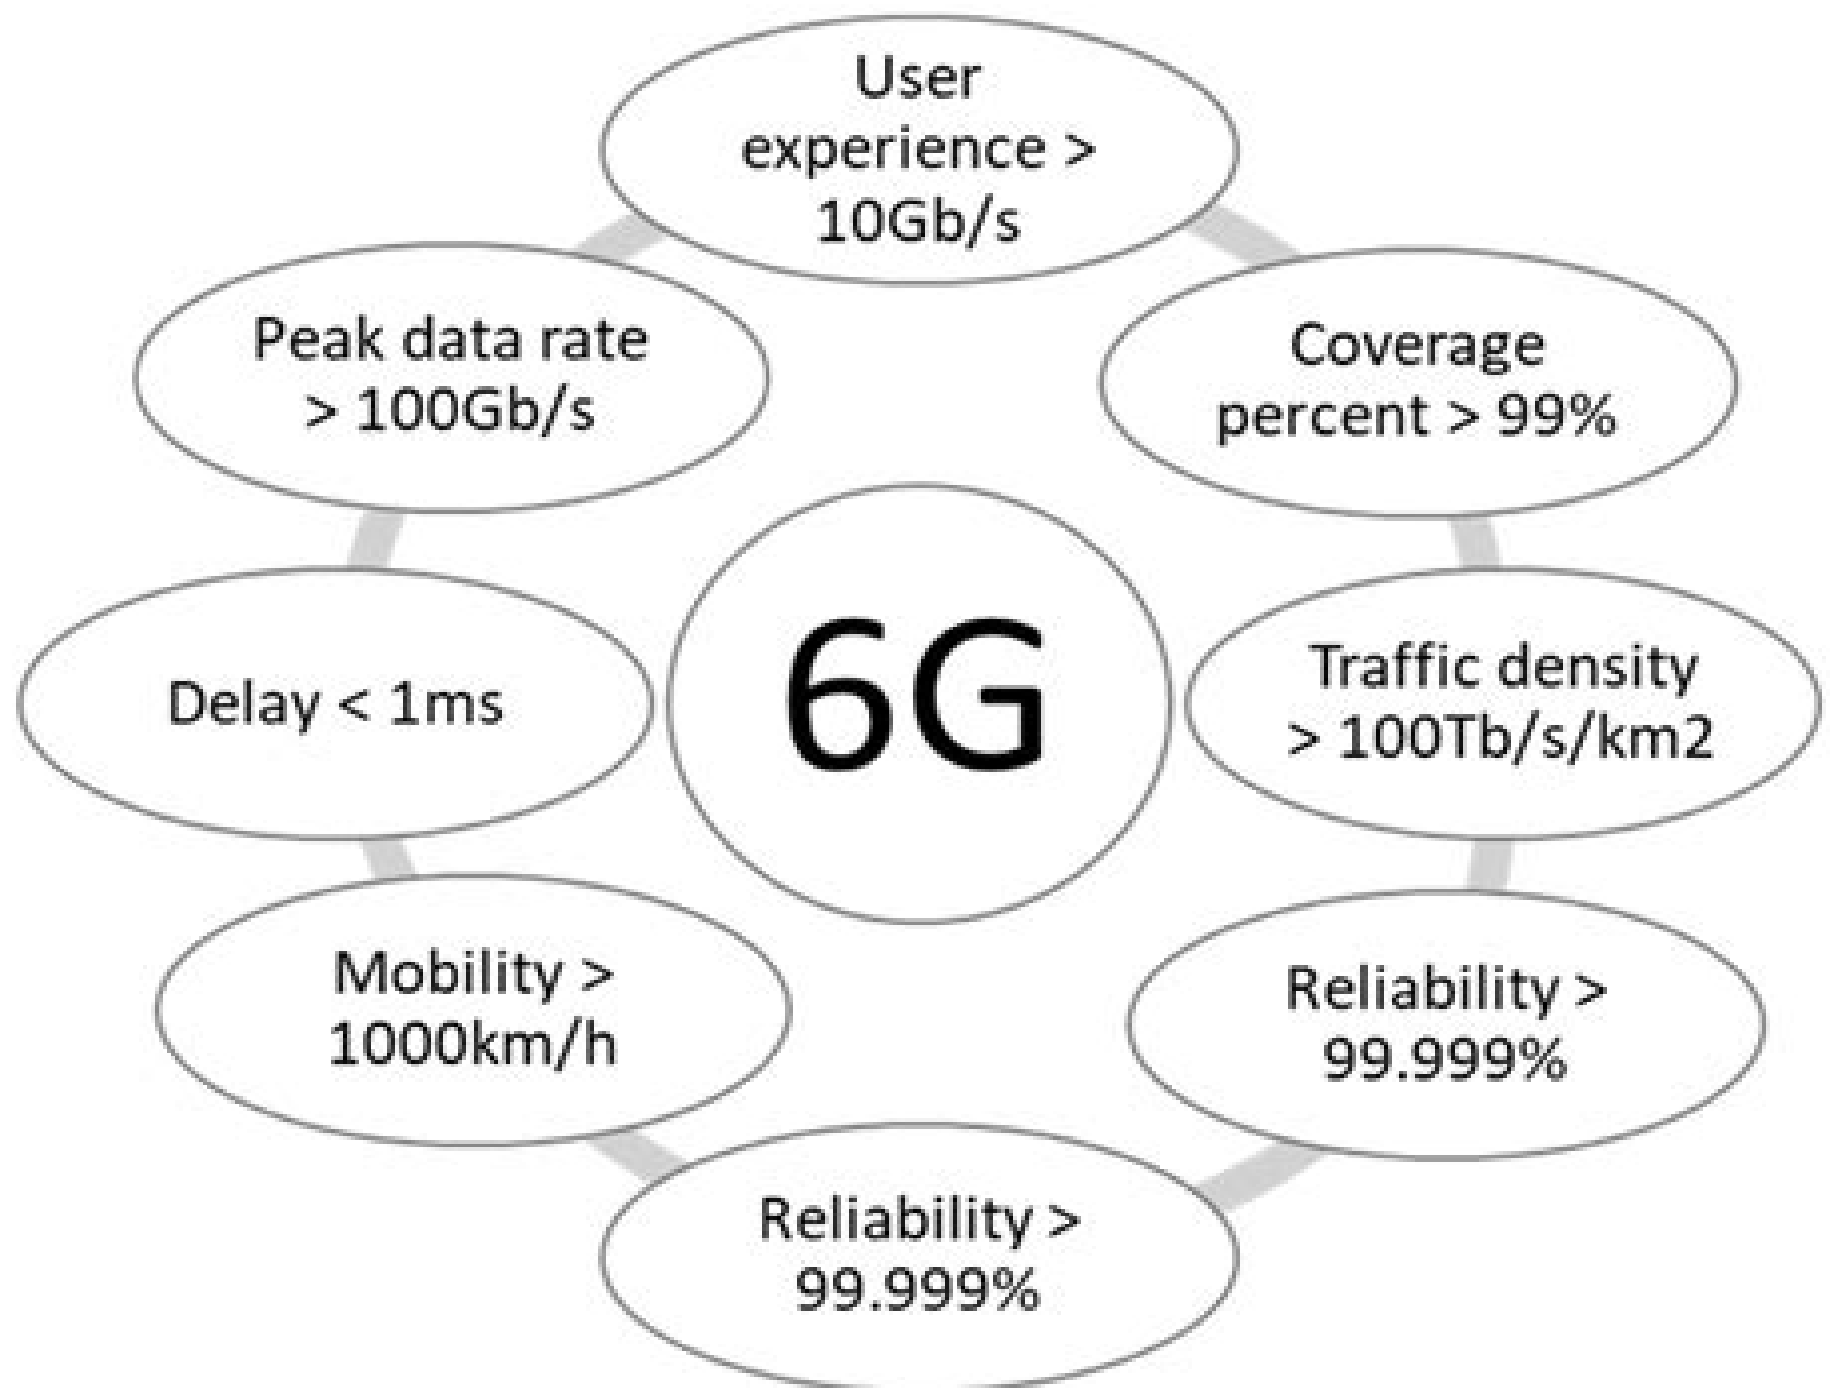 User
experience >
10Gb/s
Peak data rate
> 100Gb/s
Coverage
percent > 99%
6G
Delay < 1ms
Traffic density
> 100Tb/s/km2
Mobility >
1000km/h
Reliability >
99.999%
Reliability >
99.999%